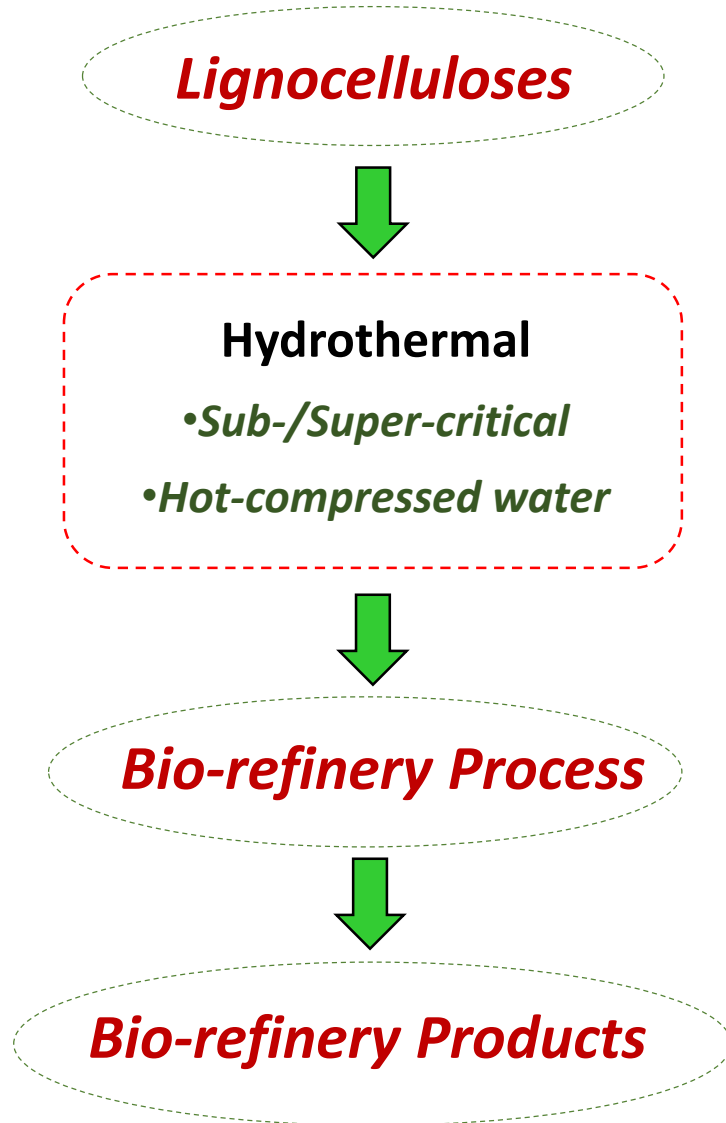 Lignocelluloses
Hydrothermal
•Sub-/Super-critical
•Hot-compressed water
Bio-refinery Process
Bio-refinery Products